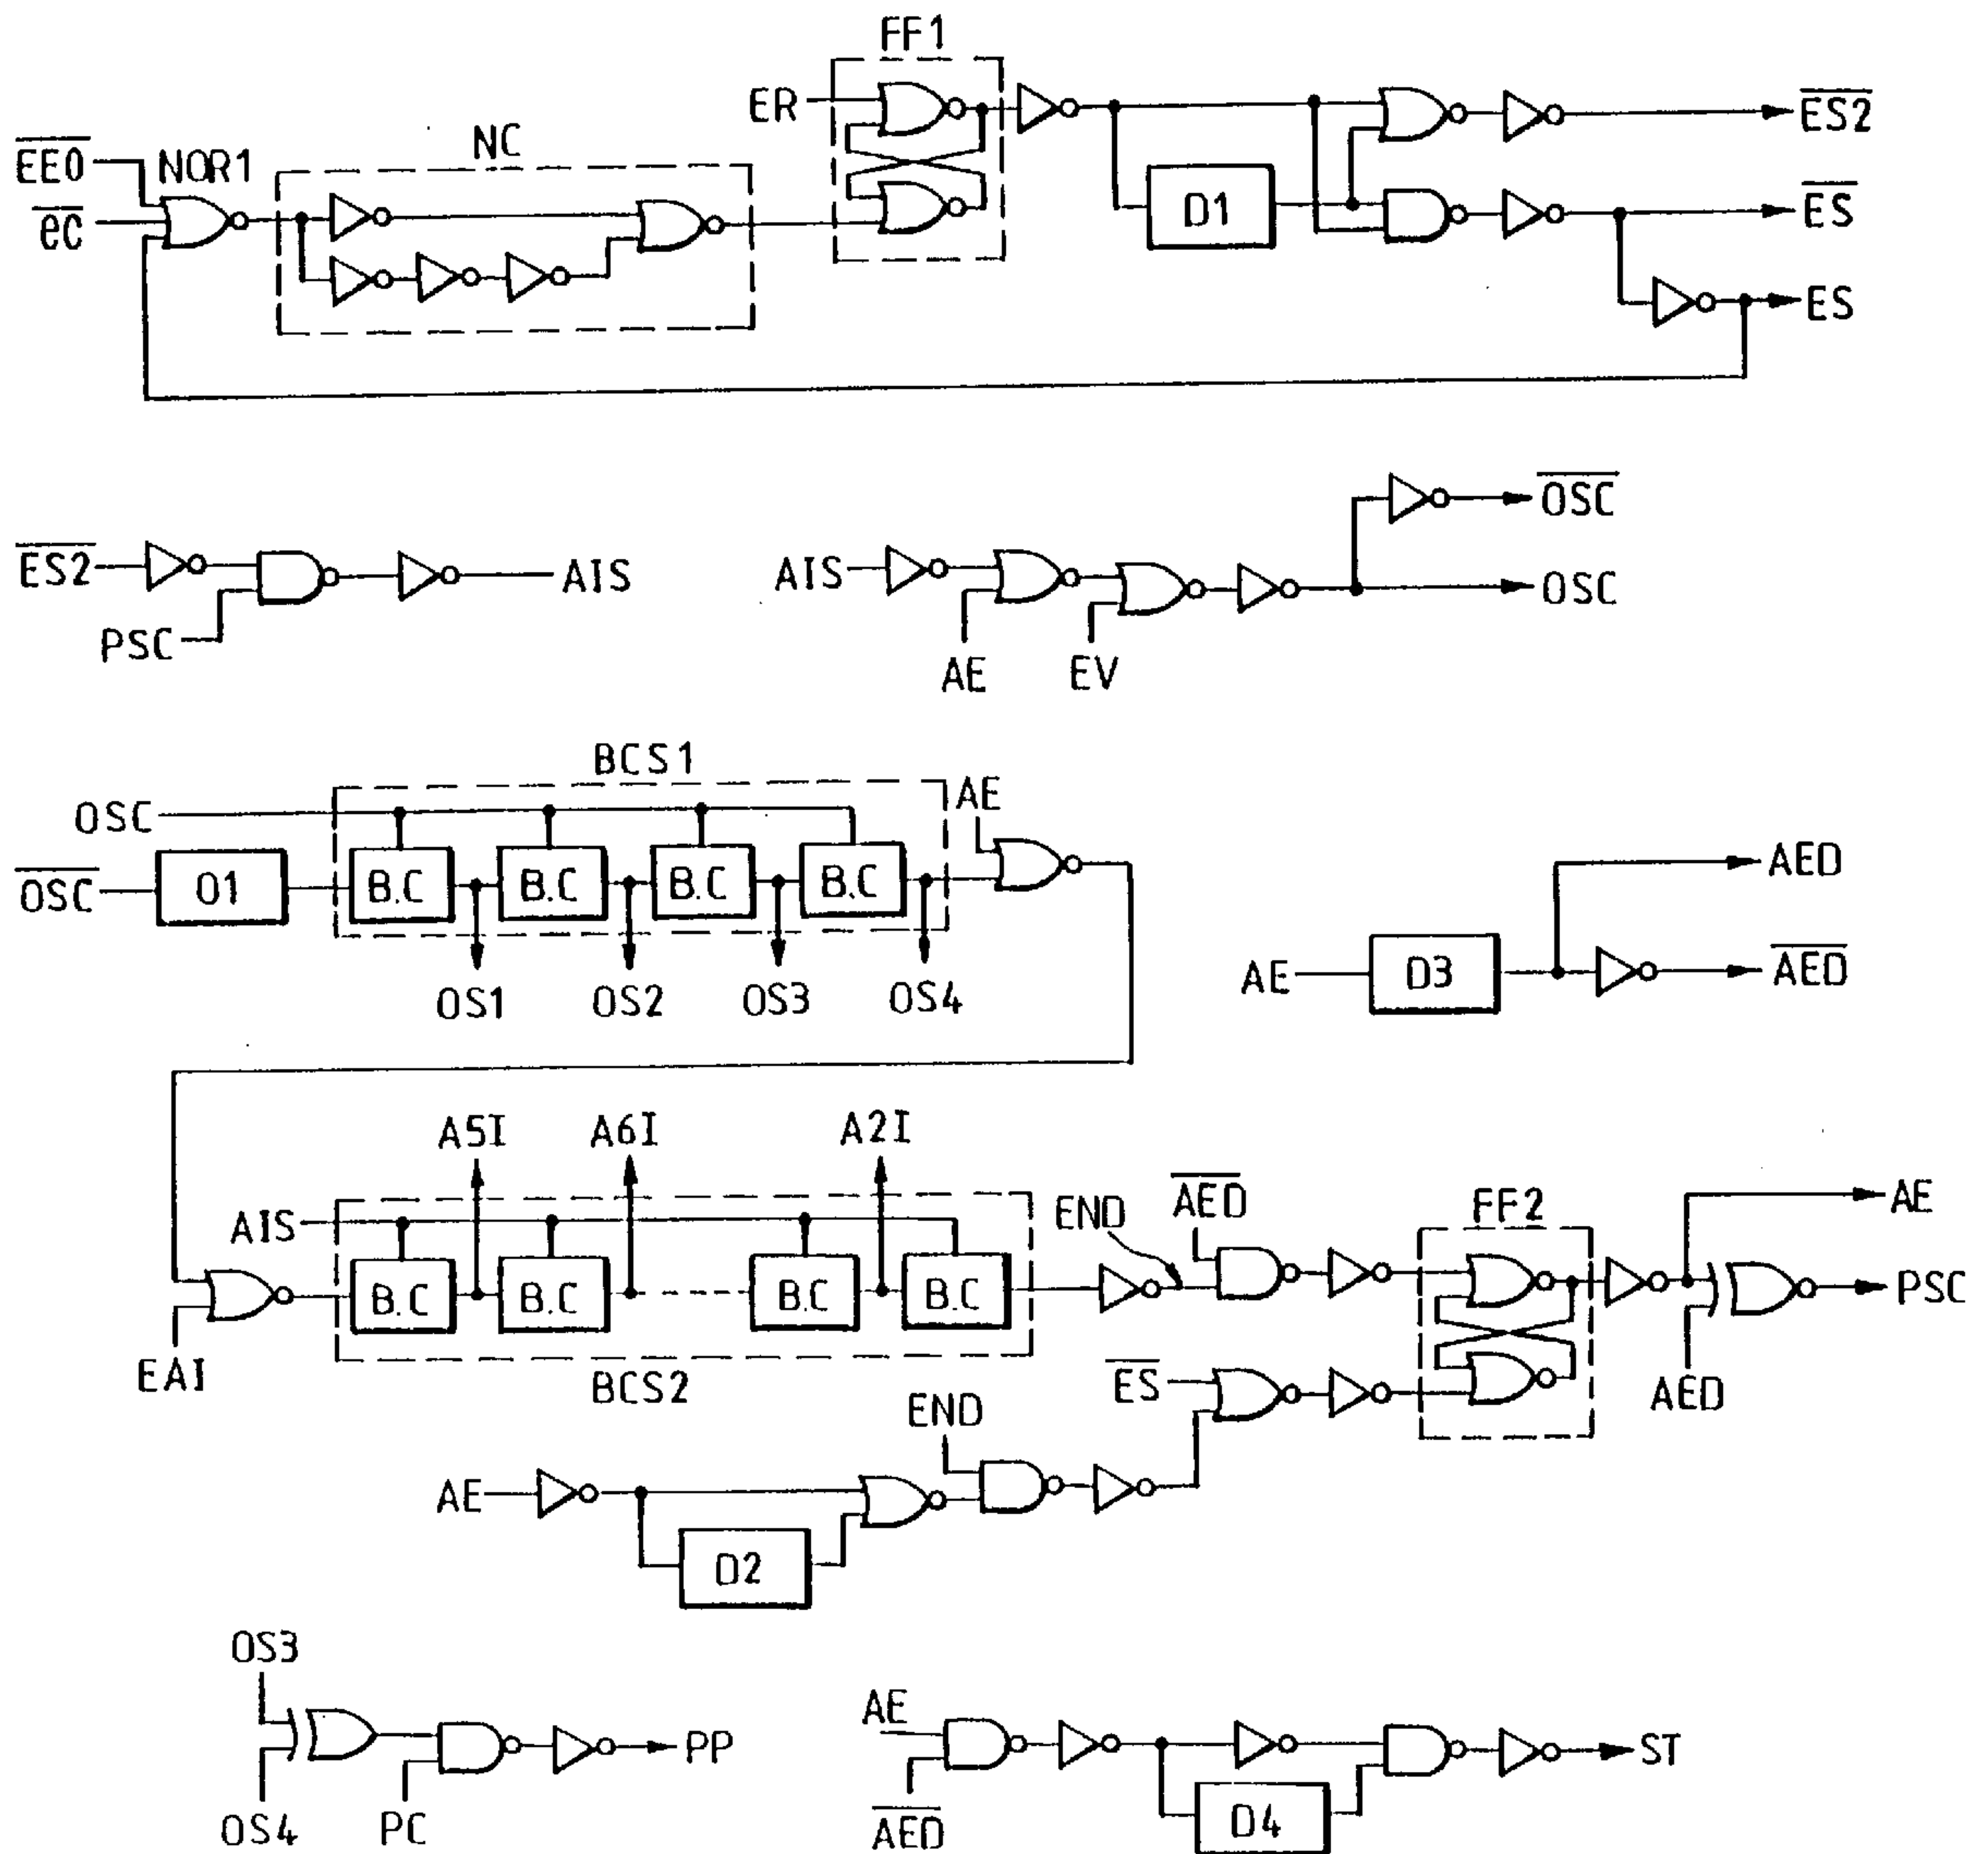 FF1
ER
ES2
EE0 NOR1
NC
ec
D1
ES
ES
OSC
ES2
AIS
AIS
OSC
PSC
AE
EV
BCS1
AE
OSC
OSC
O1
B.C
B.C
B.C
B.C
AED
AE
D3
AED
OS1
OS2
OS3
OS4
A5I
A6I
A2I
AED
END
FF2
AE
AIS
B.C
B.C
B.C
B.C
PSC
EAI
BCS2
ES
AED
END
AE
D2
OS3
AE
PP
ST
OS4
PC
AED
D4